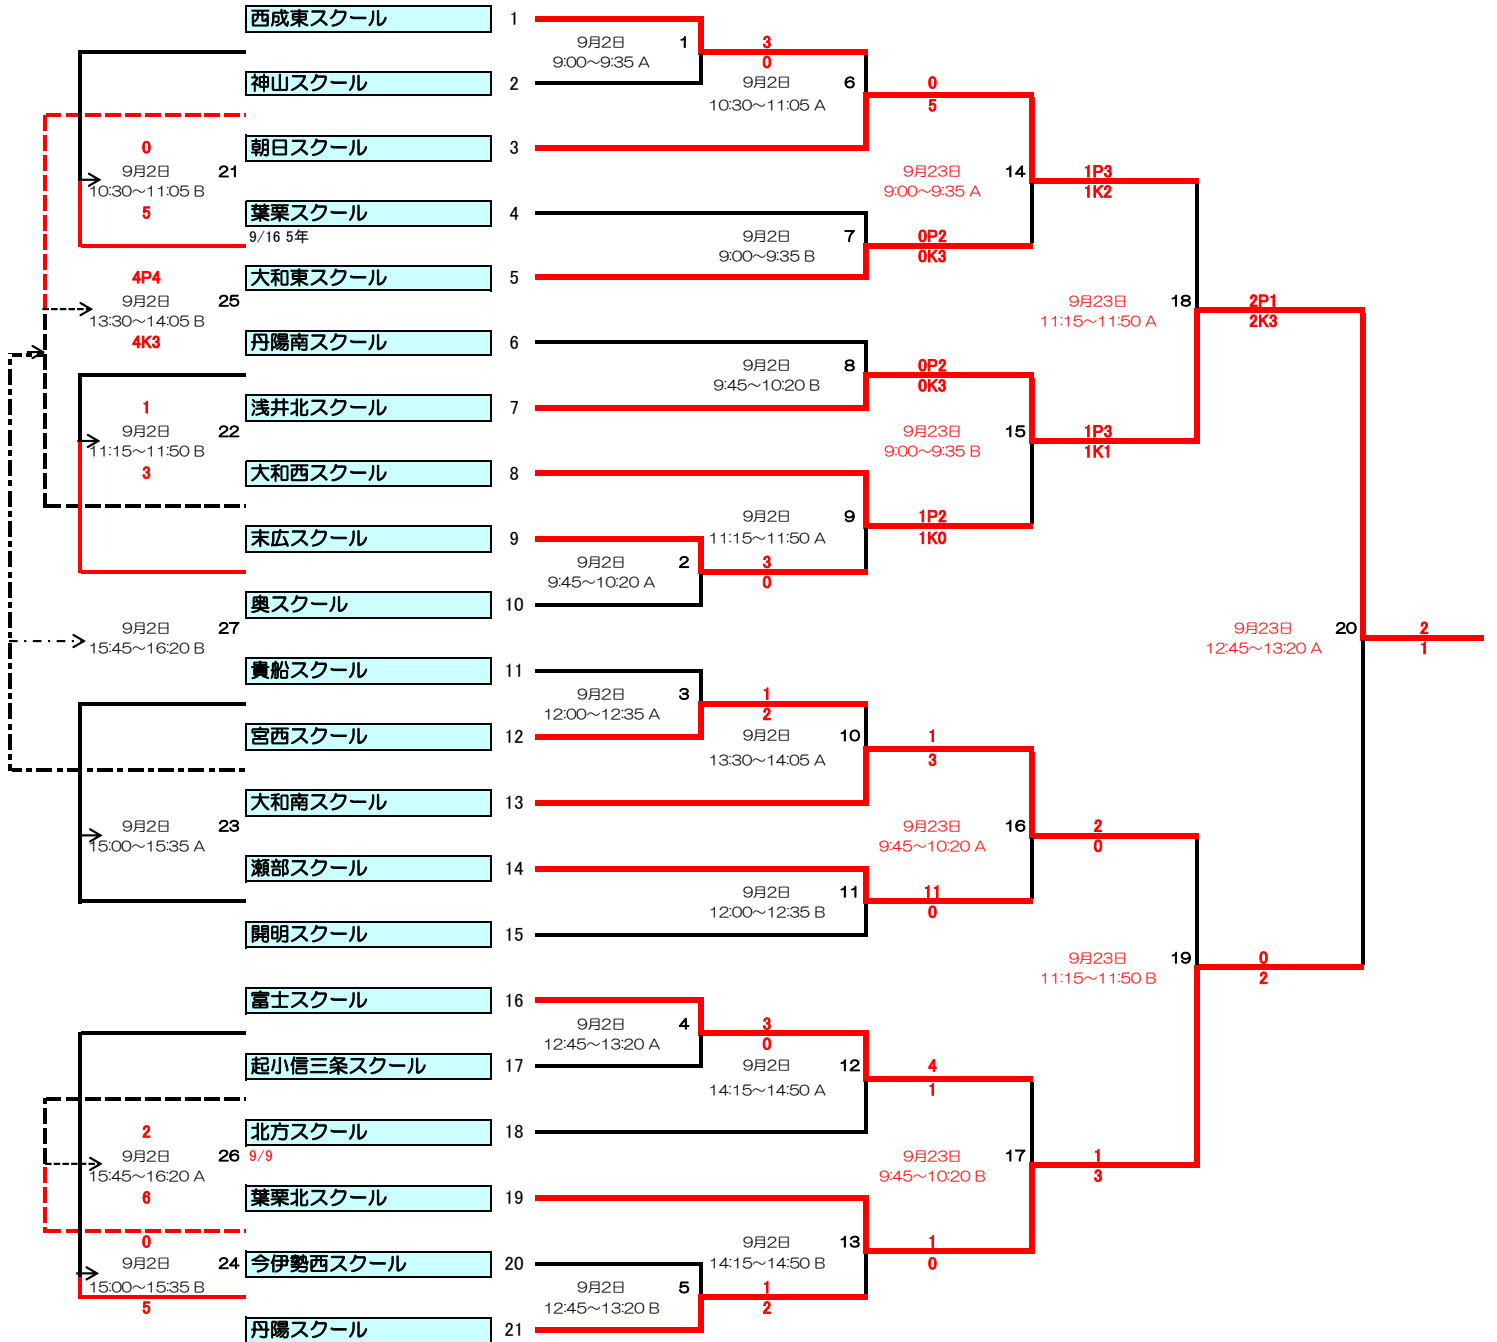 西成東スクール 1
9月2日 1
9:00～9:35 A
3
0
神山スクール 2
9月2日 6
10:30～11:05 A
0
5
朝日スクール 3
0
9月2日 21
10:30～11:05 B
5
9月23日 14
9:00～9:35 A
1P3
1K2
葉栗スクール 4
9/16 5年
9月2日 7
9:00～9:35 B
0P2
0K3
大和東スクール 5
4P4
9月2日 25
13:30～14:05 B
4K3
9月23日 18
11:15～11:50 A
2P1
2K3
丹陽南スクール 6
9月2日 8
9:45～10:20 B
0P2
0K3
浅井北スクール 7
1
9月2日 22
11:15～11:50 B
3
9月23日 15
9:00～9:35 B
1P3
1K1
大和西スクール 8
9月2日 9
11:15～11:50 A
1P2
1K0
末広スクール 9
9月2日 2
9:45～10:20 A
3
0
奥スクール 10
9月2日 27
15:45～16:20 B
9月23日 20
12:45～13:20 A
2
1
貴船スクール 11
9月2日 3
12:00～12:35 A
1
2
宮西スクール 12
9月2日 10
13:30～14:05 A
1
3
大和南スクール 13
9月2日 23
15:00～15:35 A
9月23日 16
9:45～10:20 A
2
0
瀬部スクール 14
9月2日 11
12:00～12:35 B
11
0
開明スクール 15
9月23日 19
11:15～11:50 B
0
2
富士スクール 16
9月2日 4
12:45～13:20 A
3
0
起小信三条スクール 17
9月2日 12
14:15～14:50 A
4
1
北方スクール 18
9/9
2
9月2日 26
15:45～16:20 A
6
9月23日 17
9:45～10:20 B
1
3
葉栗北スクール 19
9月2日 13
14:15～14:50 B
1
0
今伊勢西スクール 20
0
9月2日 24
15:00～15:35 B
5
9月2日 5
12:45～13:20 B
1
2
丹陽スクール 21